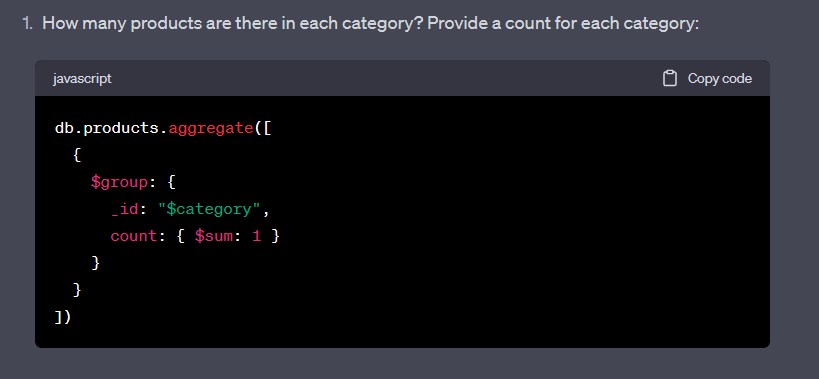 1. How many products are there in each category? Provide a count for each category:
javascript
Copy code
db.products.aggregate([
  {
    $group: {
      _id: "$category",
      count: { $sum: 1 }
    }
  }
])